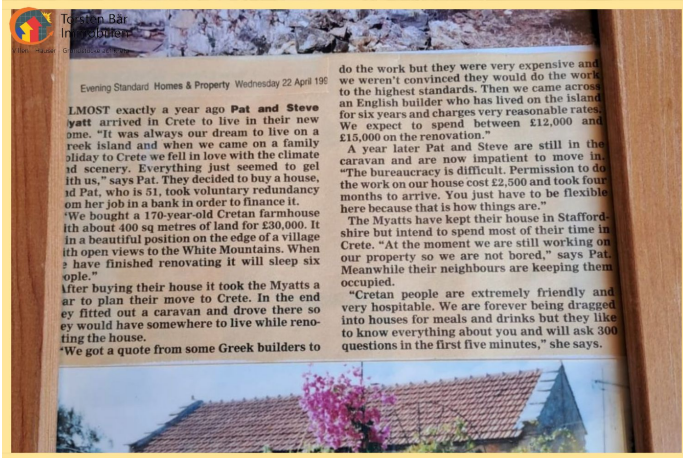 Torsten Bär
Immobilien
Villen
Häuser
Grundstücke auf Kreta
Evening Standard Homes & Property Wednesday 22 April 199
LMOST exactly a year ago Pat and Steve
yatt arrived in Crete to live in their new
ome. “It was always our dream to live on a
reek island and when we came on a family
oliday to Crete we fell in love with the climate
nd scenery. Everything just seemed to gel
ith us,” says Pat. They decided to buy a house,
nd Pat, who is 51, took voluntary redundancy
om her job in a bank in order to finance it.
“We bought a 170-year-old Cretan farmhouse
ith about 400 sq metres of land for £30,000. It
in a beautiful position on the edge of a village
ith open views to the White Mountains. When
e have finished renovating it will sleep six
ople.”
After buying their house it took the Myatts a
ar to plan their move to Crete. In the end
ey fitted out a caravan and drove there so
ey would have somewhere to live while reno-
ting the house.
“We got a quote from some Greek builders to
do the work but they were very expensive and
we weren’t convinced they would do the work
to the highest standards. Then we came across
an English builder who has lived on the island
for six years and charges very reasonable rates.
We expect to spend between £12,000 and
£15,000 on the renovation.”
A year later Pat and Steve are still in the
caravan and are now impatient to move in.
“The bureaucracy is difficult. Permission to do
the work on our house cost £2,500 and took four
months to arrive. You just have to be flexible
here because that is how things are.”
The Myatts have kept their house in Stafford-
shire but intend to spend most of their time in
Crete. “At the moment we are still working on
our property so we are not bored,” says Pat.
Meanwhile their neighbours are keeping them
occupied.
“Cretan people are extremely friendly and
very hospitable. We are forever being dragged
into houses for meals and drinks but they like
to know everything about you and will ask 300
questions in the first five minutes,” she says.